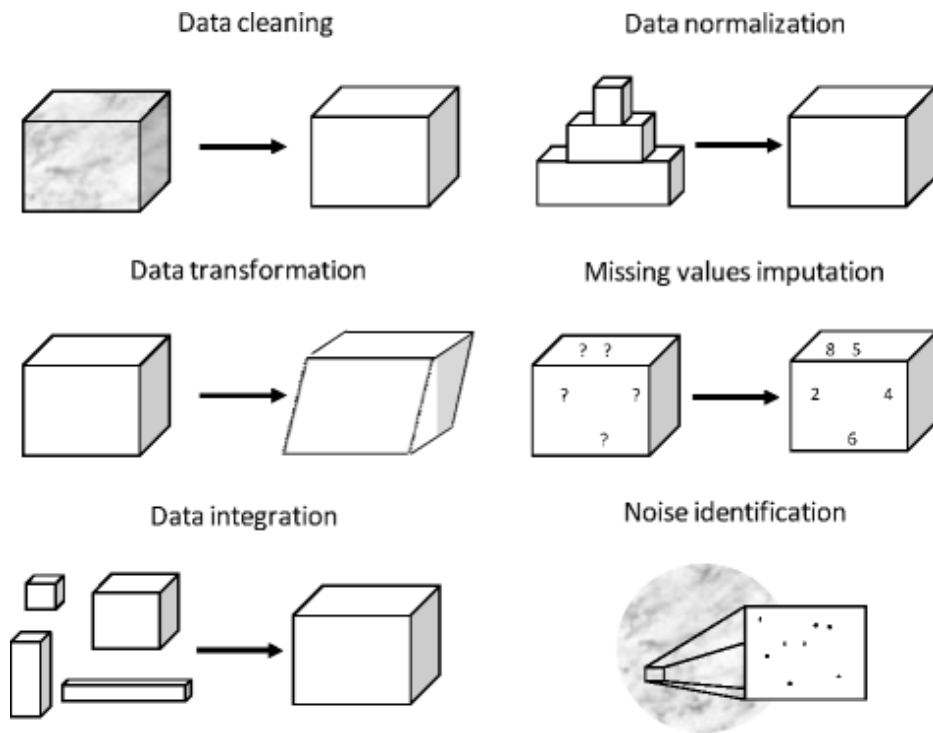 Data cleaning
Data normalization
Data transformation
Missing values imputation
? ?
? ?
?
8 5
2 4
6
Data integration
Noise identification